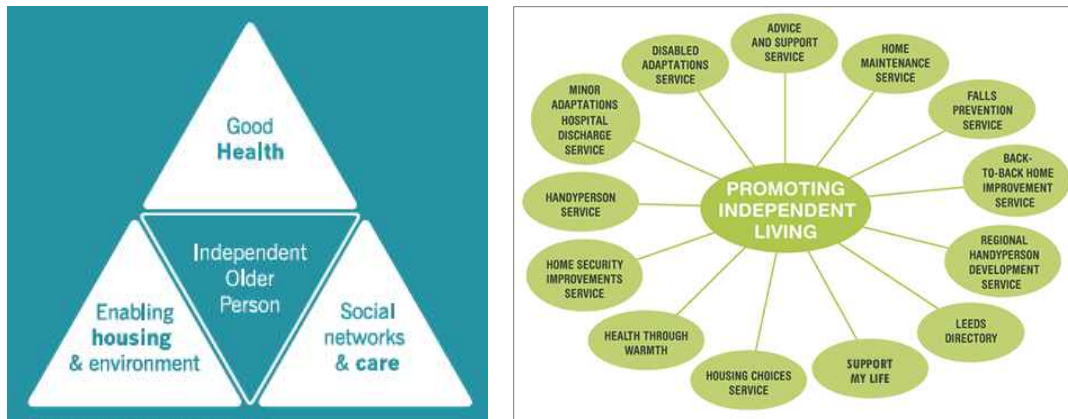 Good
Health
Independent
Older
Person
Enabling
housing
& environment
Social
networks
& care
ADVICE
AND SUPPORT
SERVICE
HOME
MAINTENANCE
SERVICE
FALLS
PREVENTION
SERVICE
BACK-
TO-BACK HOME
IMPROVEMENT
SERVICE
REGIONAL
HANDYPERSON
DEVELOPMENT
SERVICE
LEEDS
DIRECTORY
SUPPORT
MY LIFE
HOUSING CHOICES
SERVICE
HEALTH THROUGH
WARMTH
HOME SECURITY
IMPROVEMENTS
SERVICE
HANDYPERSON
SERVICE
MINOR
ADAPTATIONS
HOSPITAL
DISCHARGE
SERVICE
DISABLED
ADAPTATIONS
SERVICE
PROMOTING
INDEPENDENT
LIVING